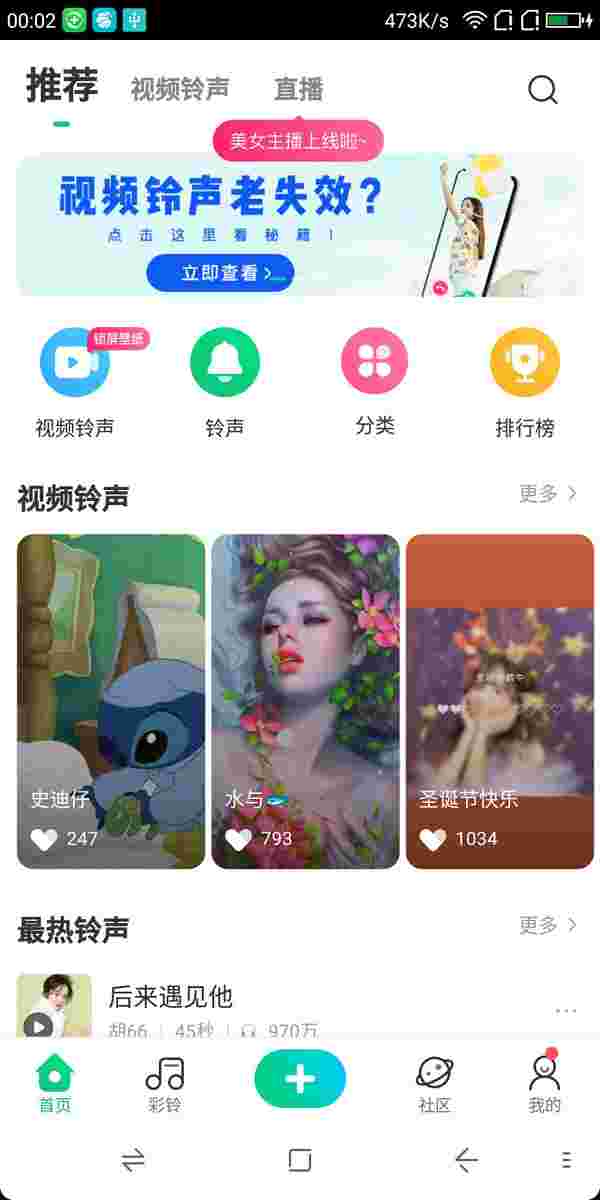 00:02
473K/s
推荐
视频铃声
直播
美女主播上线啦~
视频铃声老失效?
点击这里看秘籍!
立即查看 >
锁屏壁纸
视频铃声
铃声
分类
排行榜
视频铃声
更多 >
史迪仔
247
水与
793
圣诞节快乐
1034
最热铃声
更多 >
后来遇见他
胡66 | 45秒 | 970万
首页
彩铃
社区
我的